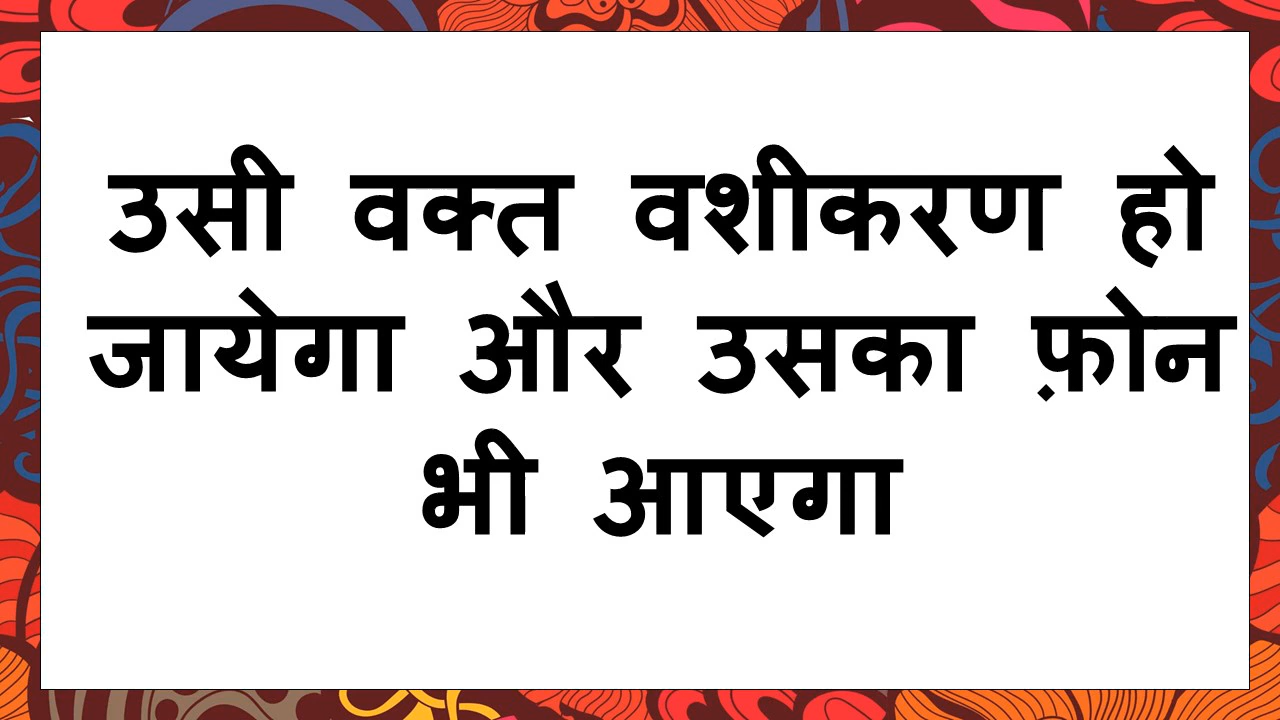 उसी वक्त वशीकरण हो
जायेगा और उसका फ़ोन
भी आएगा